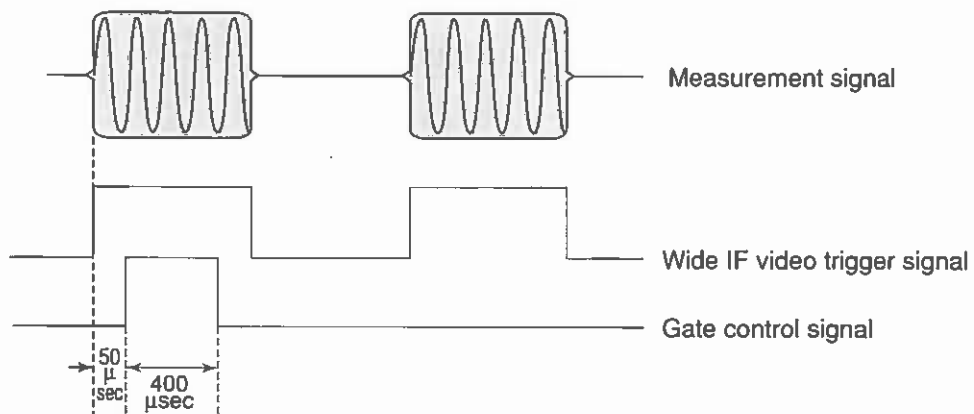 Measurement signal
Wide IF video trigger signal
Gate control signal
50
μ
sec
400
μsec